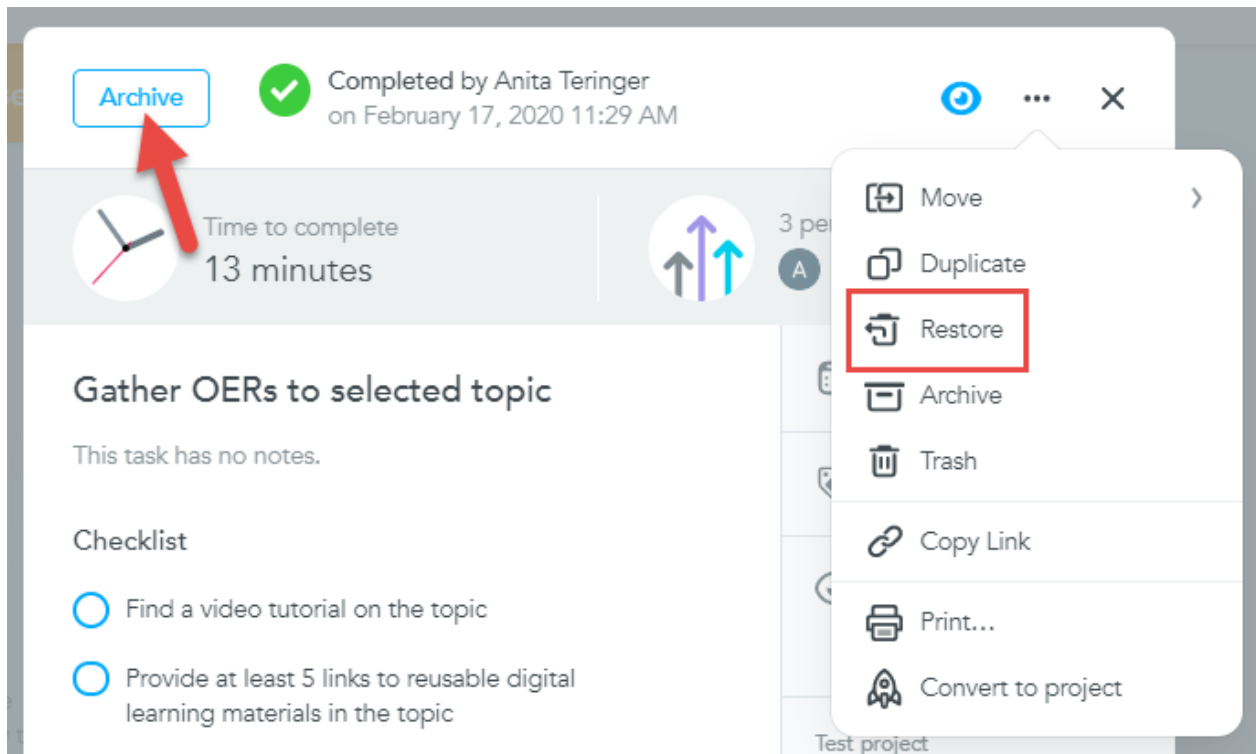 Archive
Completed by Anita Teringer
on February 17, 2020 11:29 AM
Time to complete
13 minutes
3
A
Move
Duplicate
Restore
Archive
Trash
Copy Link
Print...
Convert to project
Gather OERs to selected topic
This task has no notes.
Checklist
Find a video tutorial on the topic
Provide at least 5 links to reusable digital
learning materials in the topic
Test project